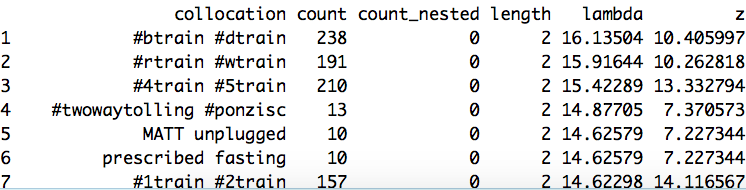 collocation count count_nested length lambda z
1 #btrain #dtrain 238 0 2 16.13504 10.405997
2 #rtrain #wtrain 191 0 2 15.91644 10.262818
3 #4train #5train 210 0 2 15.42289 13.332794
4 #twowaytolling #ponzisc 13 0 2 14.87705 7.370573
5 MATT unplugged 10 0 2 14.62579 7.227344
6 prescribed fasting 10 0 2 14.62579 7.227344
7 #1train #2train 157 0 2 14.62298 14.116567